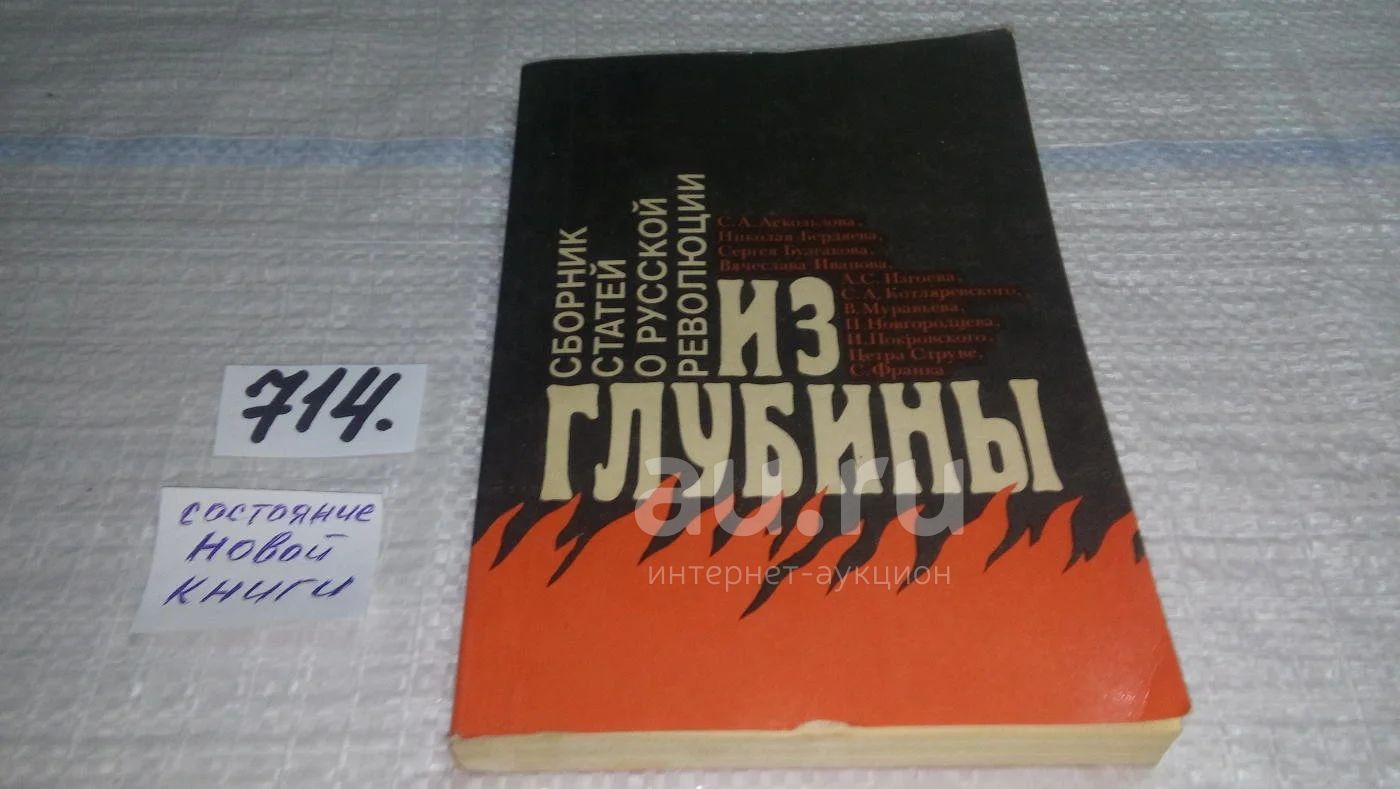 714.
состояние
новой
книги
СБОРНИК
СТАТЕЙ
О РУССКОЙ
РЕВОЛЮЦИИ
С. А. Аскольдова,
Николая Бердяева,
Сергея Булгакова,
Вячеслава Иванова,
А. С. Изгоева,
С. А. Котляревского,
В. Муравьева,
П. Новгородцева,
И. Покровского,
Петра Струве,
С. Франка
ИЗ
ГЛУБИНЫ
au.ru
интернет-аукцион